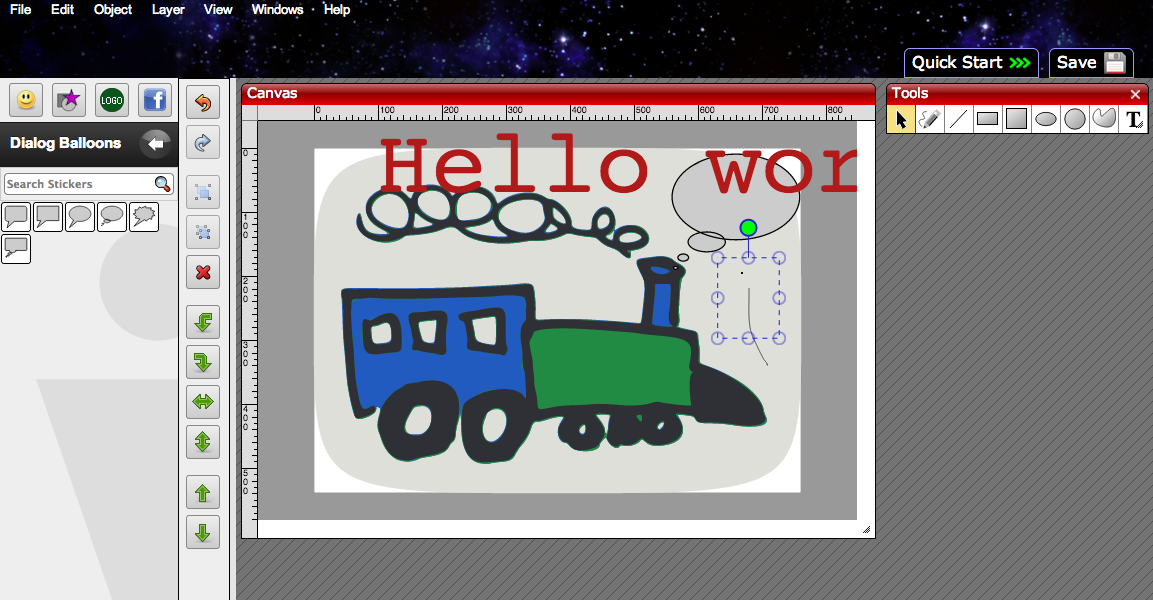 File Edit Object Layer View Windows Help
Quick Start >>>
Save
LOGO
f
Dialog Balloons
Search Stickers
Canvas
0 100 200 300 400 500 600 700 800
0
100
200
300
400
500
Hello wor
Tools
T